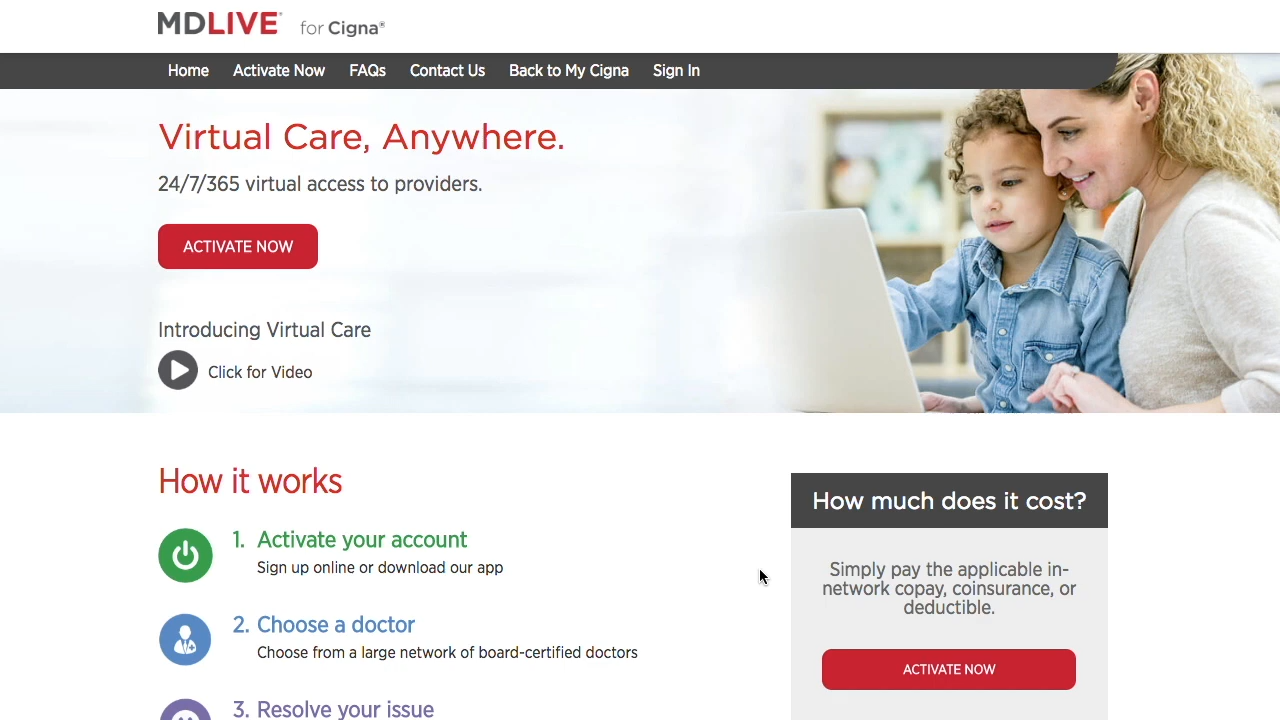 MDLIVE® for Cigna®
Home Activate Now FAQs Contact Us Back to My Cigna Sign In
Virtual Care, Anywhere.
24/7/365 virtual access to providers.
ACTIVATE NOW
Introducing Virtual Care
Click for Video
How it works
1. Activate your account
Sign up online or download our app
2. Choose a doctor
Choose from a large network of board-certified doctors
3. Resolve your issue
How much does it cost?
Simply pay the applicable in-
network copay, coinsurance, or
deductible.
ACTIVATE NOW